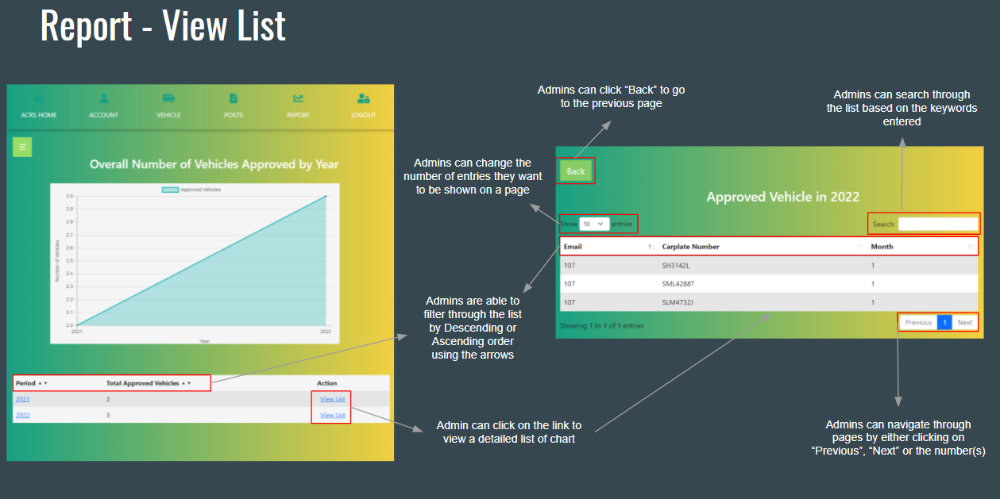 Report - View List
ACRS HOME ACCOUNT VEHICLE POSTS REPORT LOGOUT
Overall Number of Vehicles Approved by Year
Approved Vehicles
3.0
2.9
2.8
2.7
2.6
2.5
2.4
2.3
2.2
2.1
2.0
Number of Vehicles
2021 2022
Year
Period Total Approved Vehicles Action
2021 2 View List
2022 3 View List
Admins can click “Back” to go
to the previous page
Admins can change the
number of entries they want
to be shown on a page
Admins are able to
filter through the list
by Descending or
Ascending order
using the arrows
Admin can click on the link to
view a detailed list of chart
Admins can search through
the list based on the keywords
entered
Back
Approved Vehicle in 2022
Show 10 entries
Search:
Email Carplate Number Month
107 SH3142L 1
107 SML4288T 1
107 SLM4732J 1
Showing 1 to 3 of 3 entries
Previous 1 Next
Admins can navigate through
pages by either clicking on
“Previous”, “Next” or the number(s)